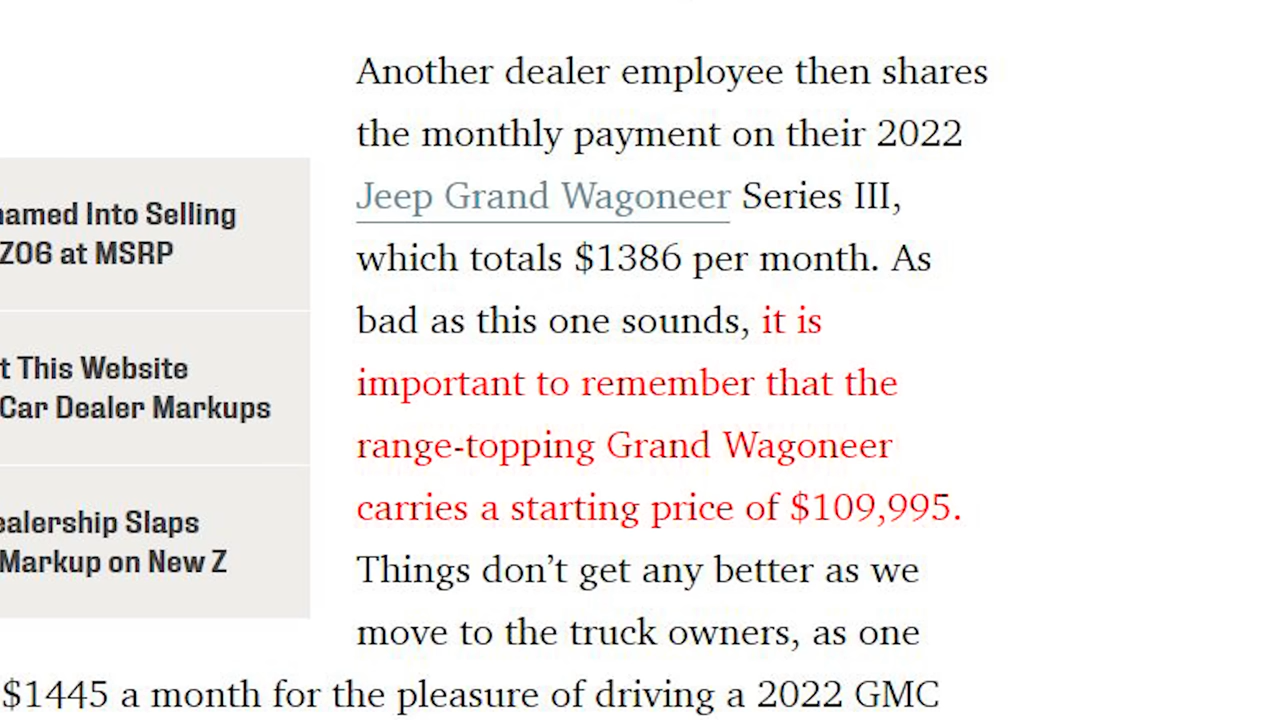 Another dealer employee then shares
the monthly payment on their 2022
Jeep Grand Wagoneer Series III,
which totals $1386 per month. As
bad as this one sounds, it is
important to remember that the
range-topping Grand Wagoneer
carries a starting price of $109,995.
Things don’t get any better as we
move to the truck owners, as one
$1445 a month for the pleasure of driving a 2022 GMC
Into Selling
Z06 at MSRP
This Website
Car Dealer Markups
Slaps
Markup on New Z